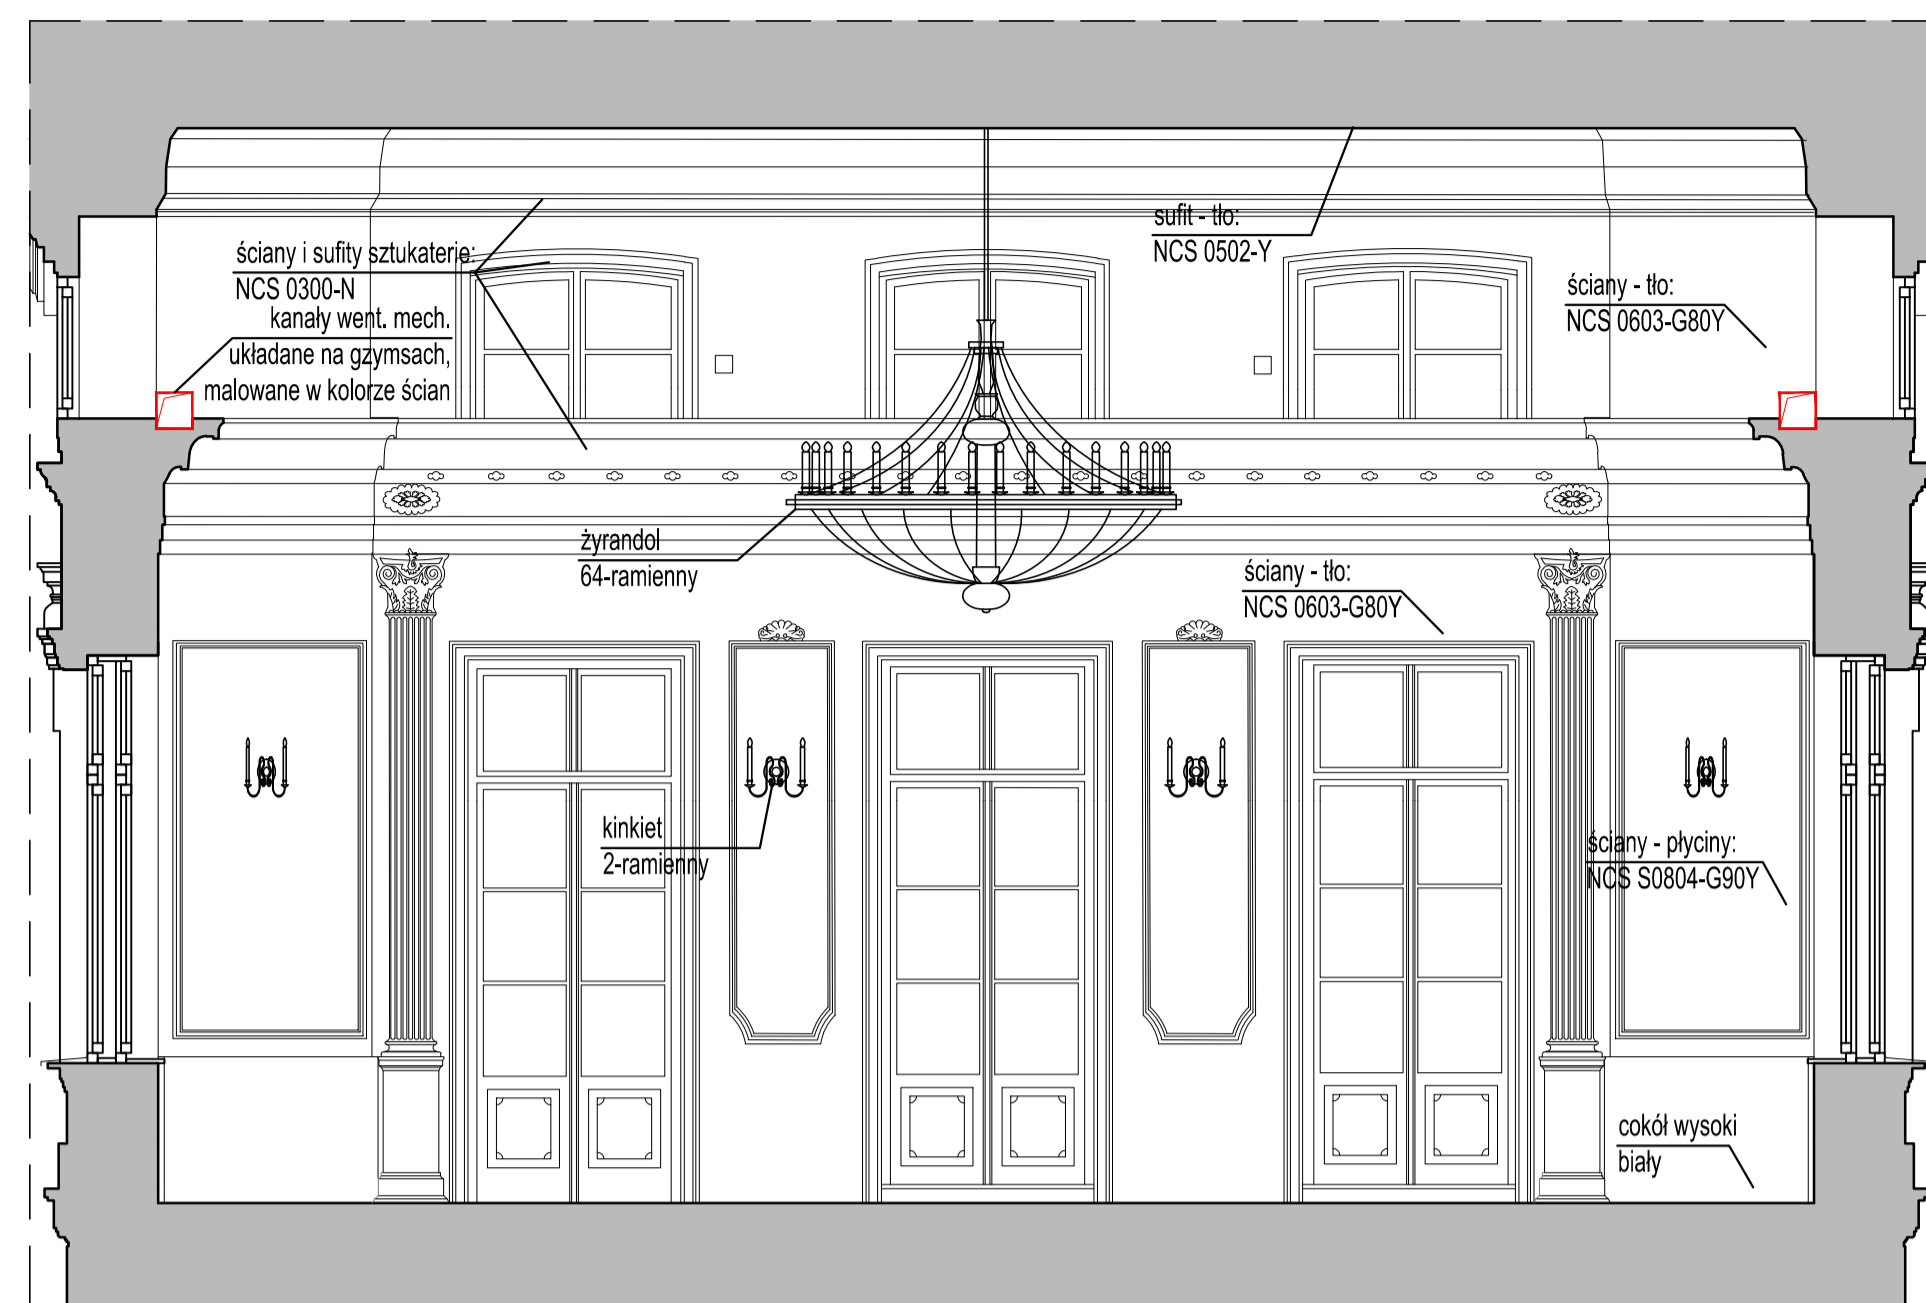 sufit - tło:
NCS 0502-Y
ściany i sufity sztukaterie:
NCS 0300-N
kanały went. mech.
układane na gzymsach,
malowane w kolorze ścian
ściany - tło:
NCS 0603-G80Y
żyrandol
64-ramienny
ściany - tło:
NCS 0603-G80Y
kinkiet
2-ramienny
ściany - płyciny:
NCS S0804-G90Y
cokół wysoki
biały